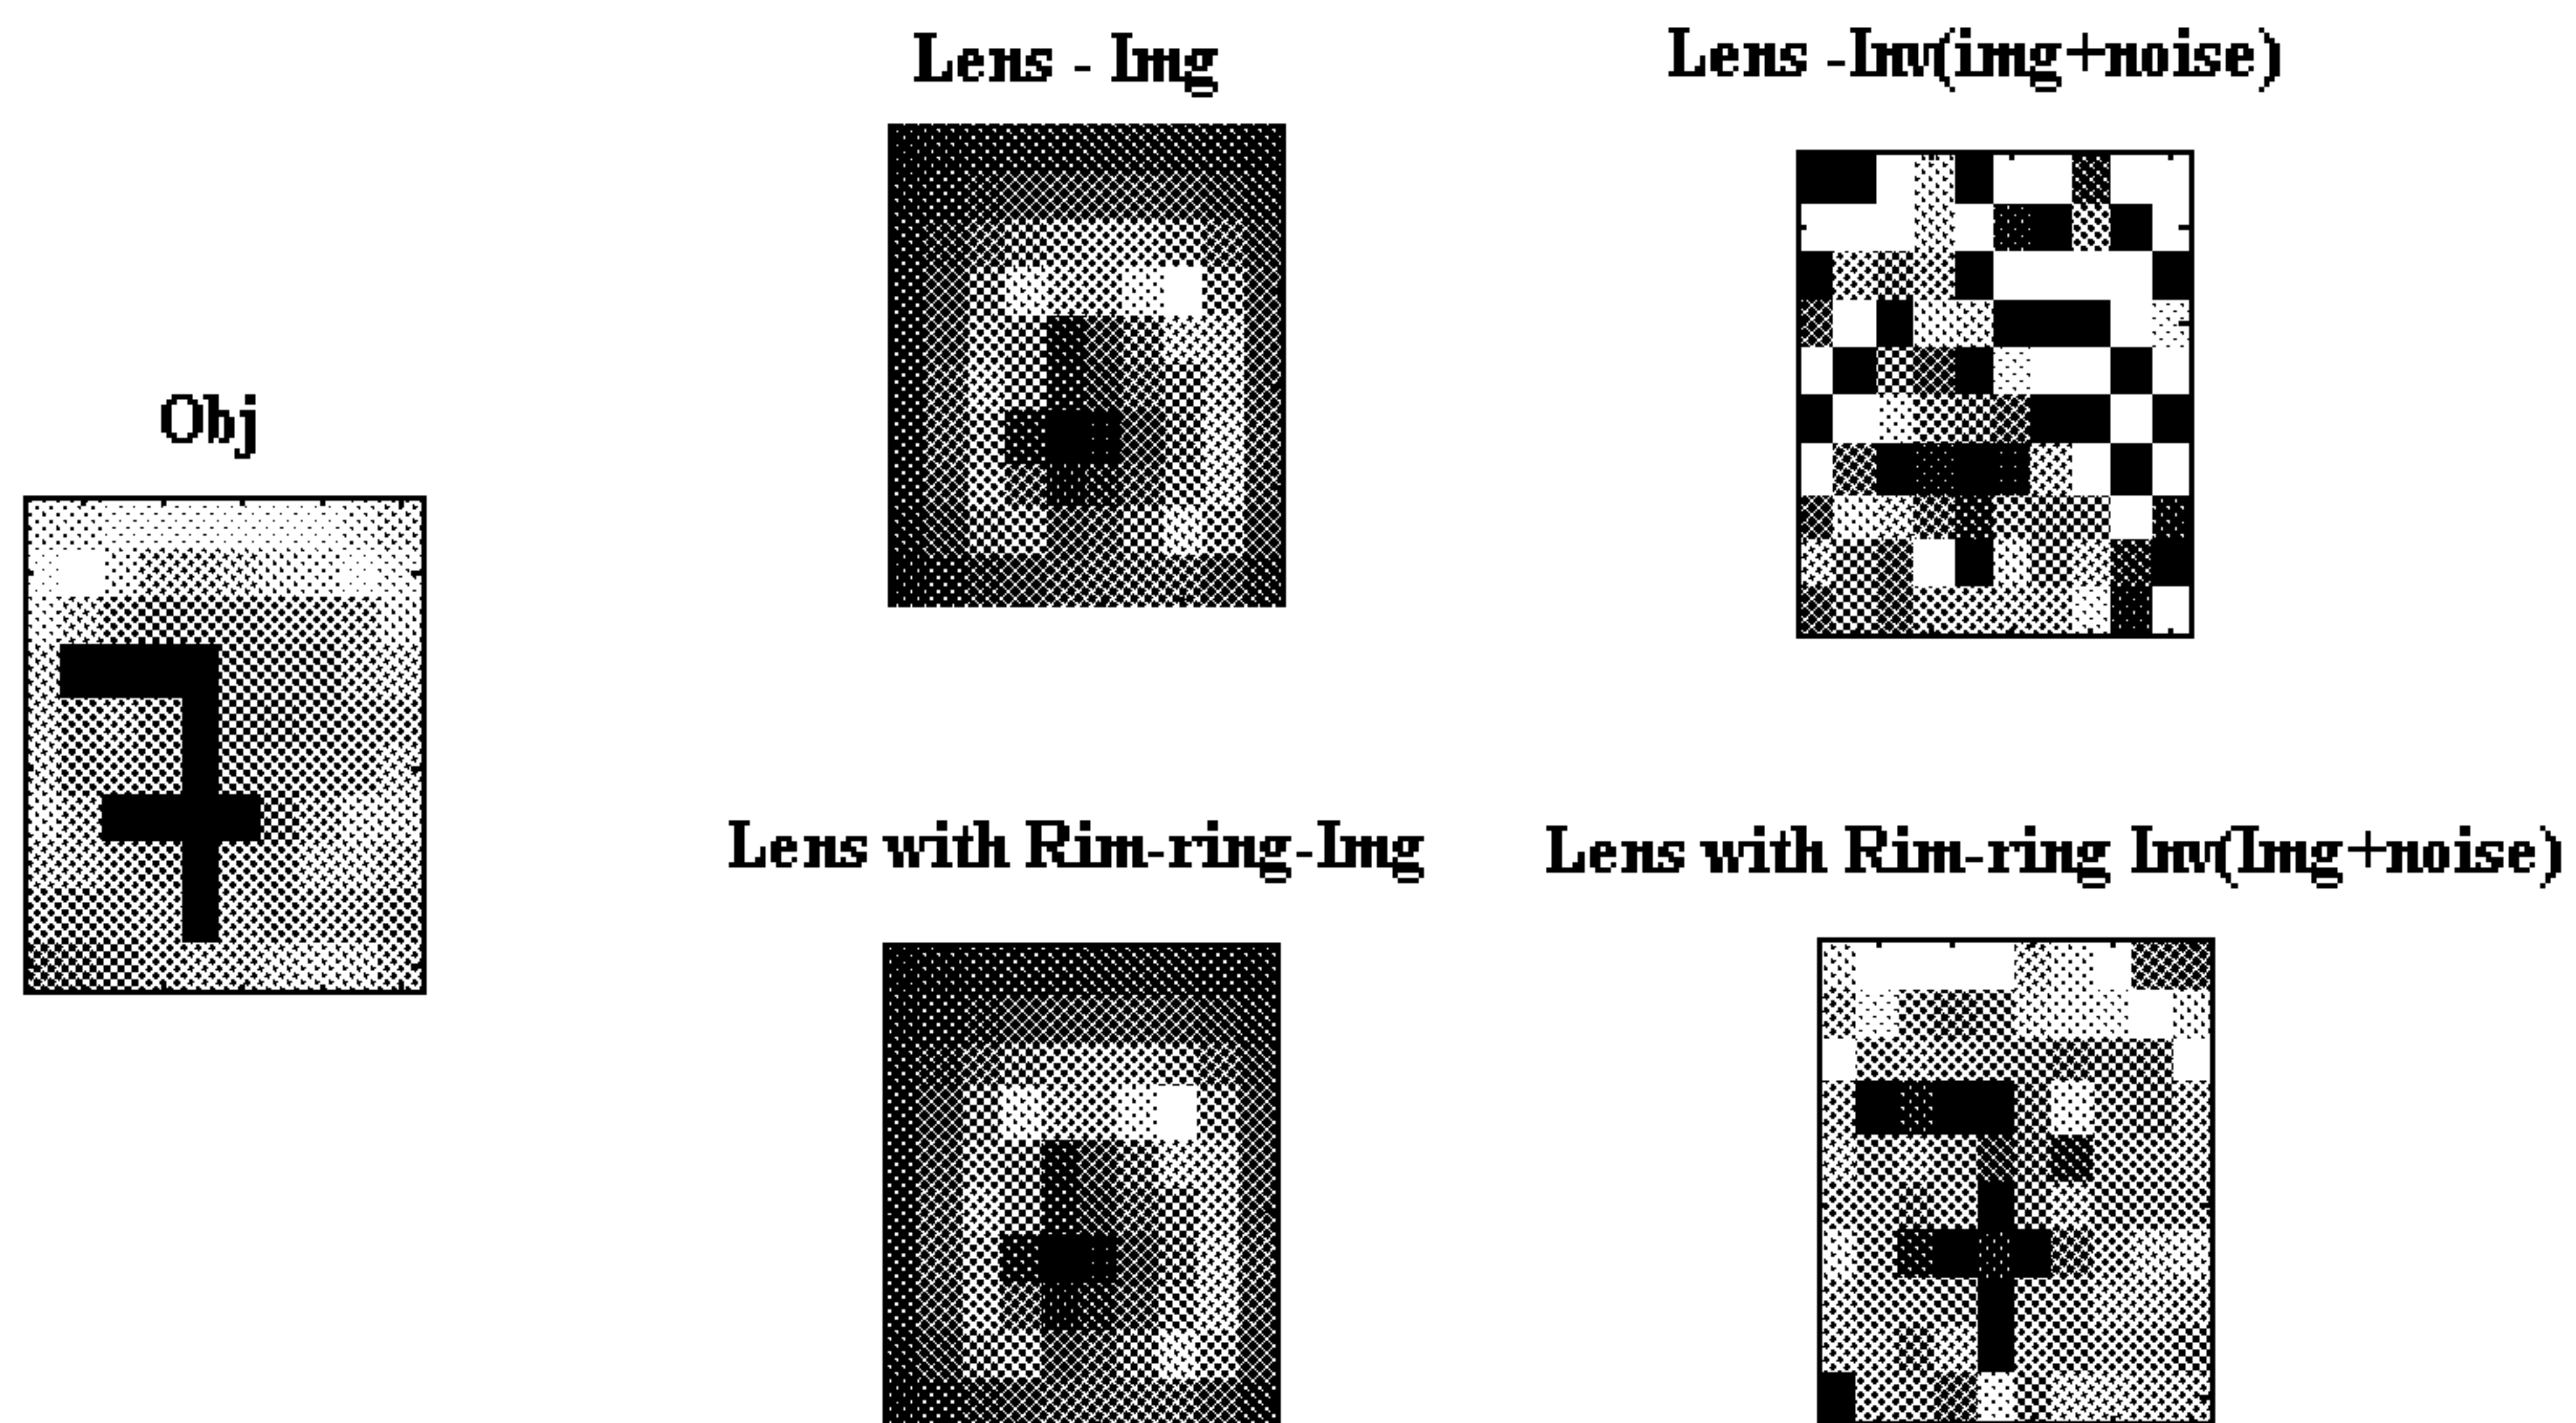 Lens - Img
Lens -Inv(img+noise)
Obj
Lens with Rim-ring-Img
Lens with Rim-ring Inv(Img+noise)